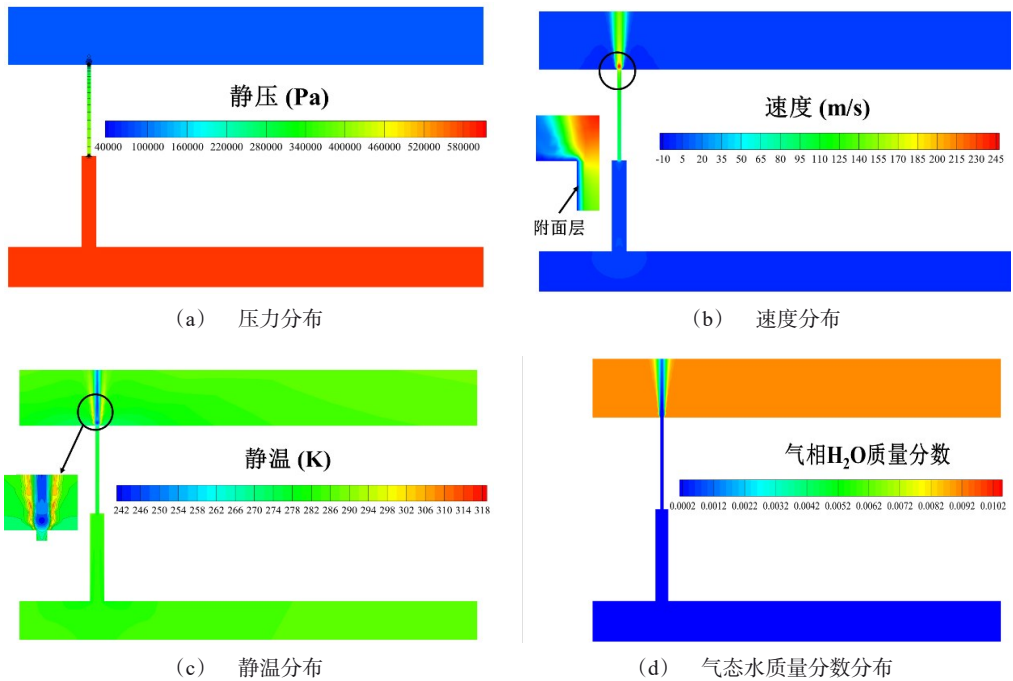 静压 (Pa)
40000 100000 160000 220000 280000 340000 400000 460000 520000 580000
(a) 压力分布
速度 (m/s)
-10 5 20 35 50 65 80 95 110 125 140 155 170 185 200 215 230 245
附面层
(b) 速度分布
静温 (K)
242 246 250 254 258 262 266 270 274 278 282 286 290 294 298 302 306 310 314 318
(c) 静温分布
气相H₂O质量分数
0.0002 0.0012 0.0022 0.0032 0.0042 0.0052 0.0062 0.0072 0.0082 0.0092 0.0102
(d) 气态水质量分数分布